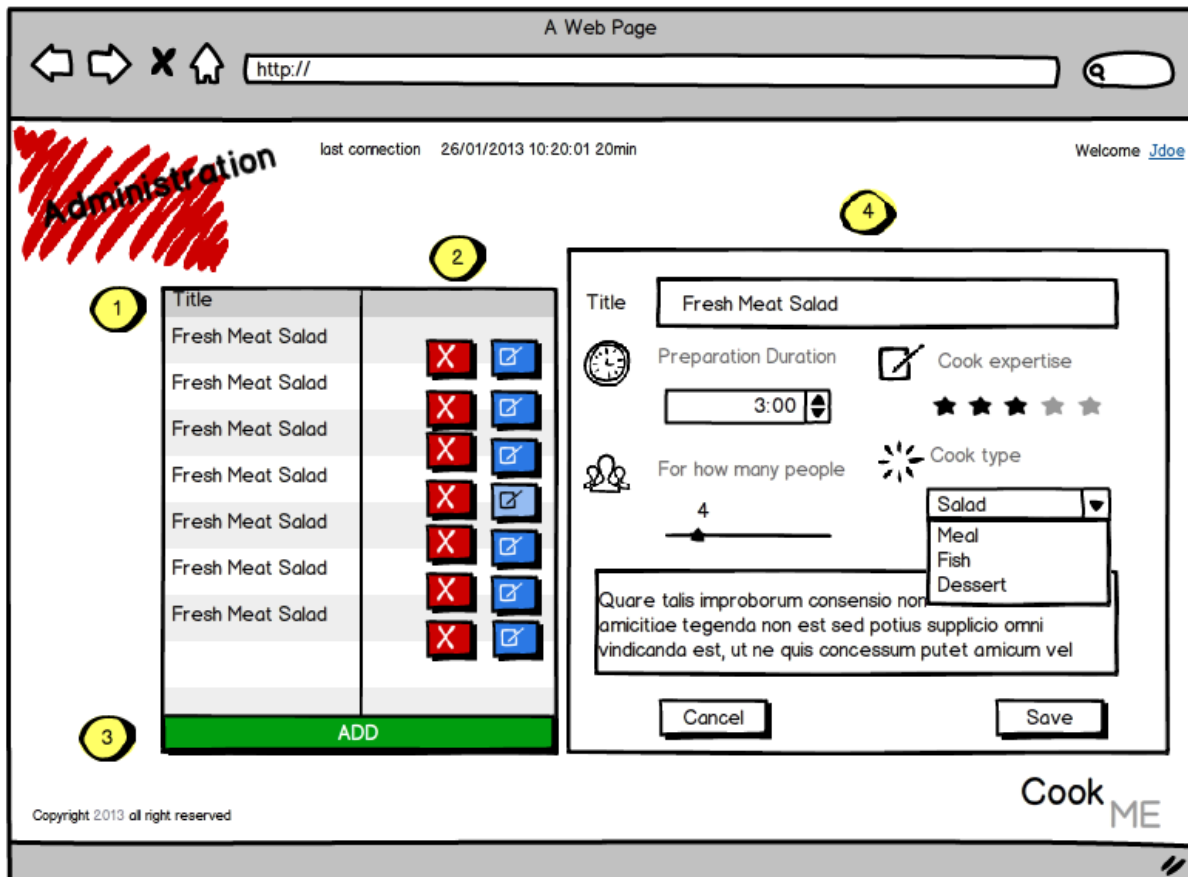 A Web Page
http://
Administration
last connection 26/01/2013 10:20:01 20min
Welcome Jdoe
4
2
1
Title
Fresh Meat Salad
Fresh Meat Salad
Fresh Meat Salad
Fresh Meat Salad
Fresh Meat Salad
Fresh Meat Salad
Fresh Meat Salad
3
ADD
Title Fresh Meat Salad
Preparation Duration
3:00
Cook expertise
For how many people
4
Cook type
Salad
Meal
Fish
Dessert
Quare talis improborum consensio non
amicitiae tegenda non est sed potius supplicio omni
vindicanda est, ut ne quis concessum putet amicum vel
Cancel
Save
Cook
ME
Copyright 2013 all right reserved